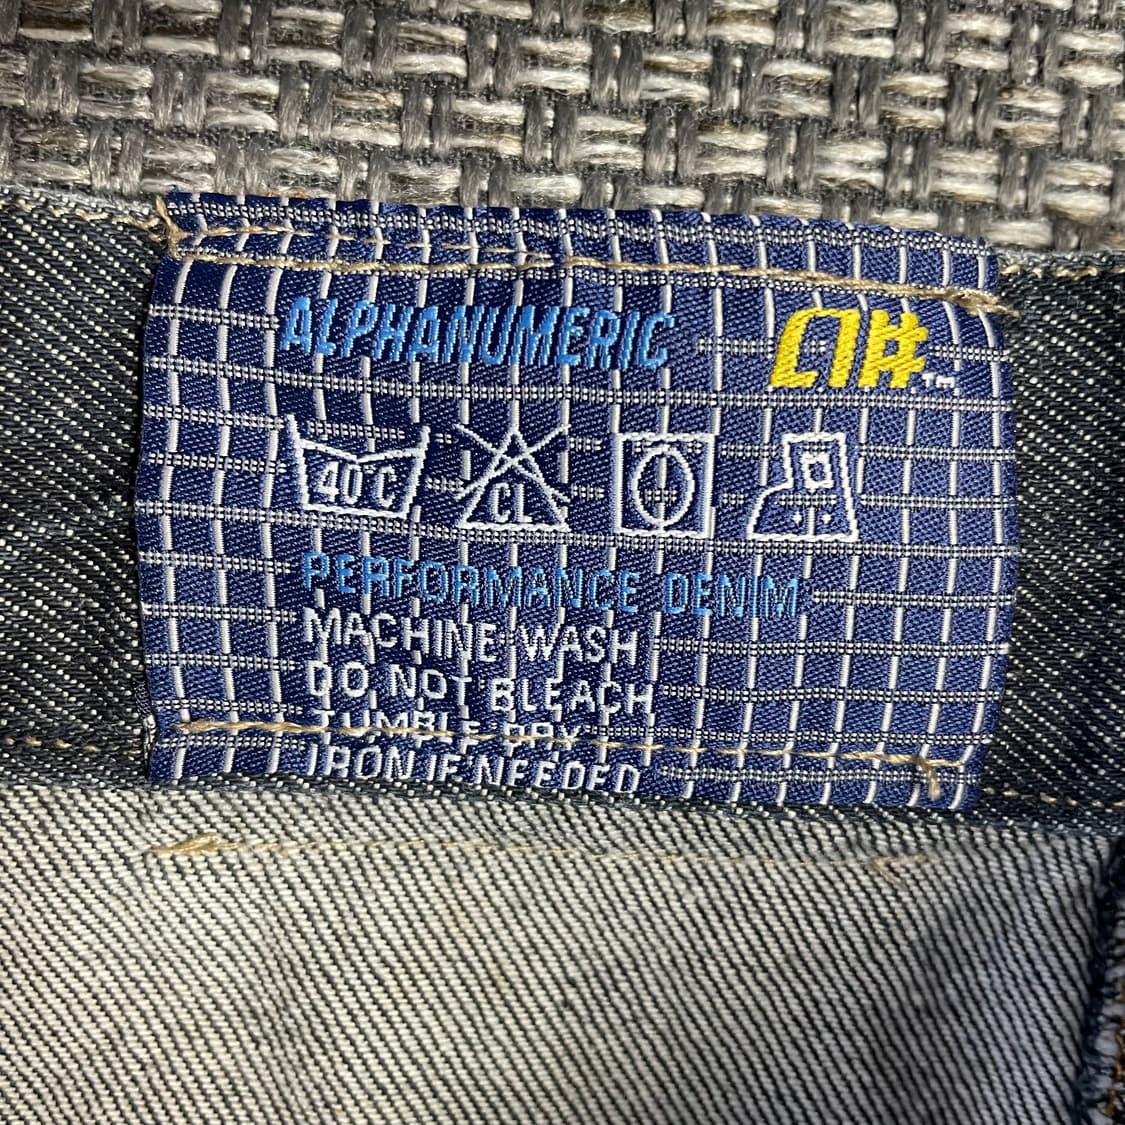 ALPHANUMERIC A#™
40°C CL
PERFORMANCE DENIM
MACHINE WASH
DO NOT BLEACH
TUMBLE DRY
IRON IF NEEDED